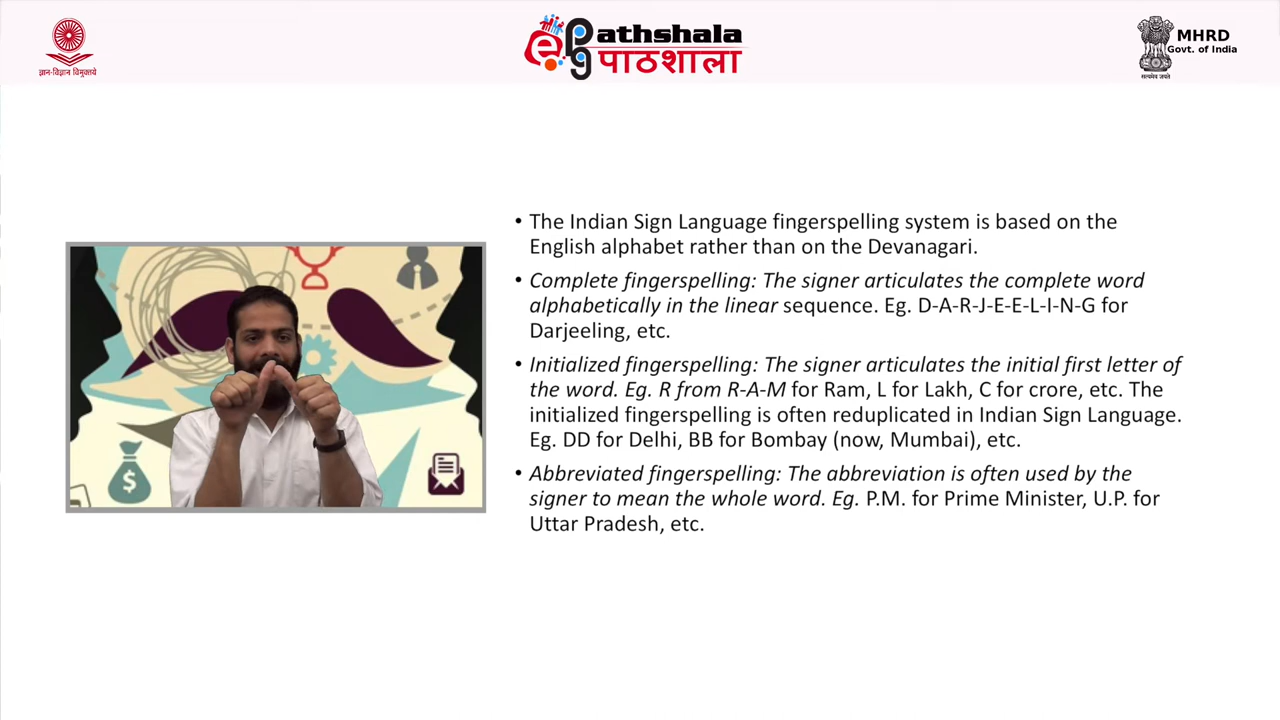 ज्ञान-विज्ञान विमुक्तये
e Pathshala
पाठशाला
MHRD
Govt. of India
सत्यमेव जयते
• The Indian Sign Language fingerspelling system is based on the
English alphabet rather than on the Devanagari.
• Complete fingerspelling: The signer articulates the complete word
alphabetically in the linear sequence. Eg. D-A-R-J-E-E-L-I-N-G for
Darjeeling, etc.
• Initialized fingerspelling: The signer articulates the initial first letter of
the word. Eg. R from R-A-M for Ram, L for Lakh, C for crore, etc. The
initialized fingerspelling is often reduplicated in Indian Sign Language.
Eg. DD for Delhi, BB for Bombay (now, Mumbai), etc.
• Abbreviated fingerspelling: The abbreviation is often used by the
signer to mean the whole word. Eg. P.M. for Prime Minister, U.P. for
Uttar Pradesh, etc.
$